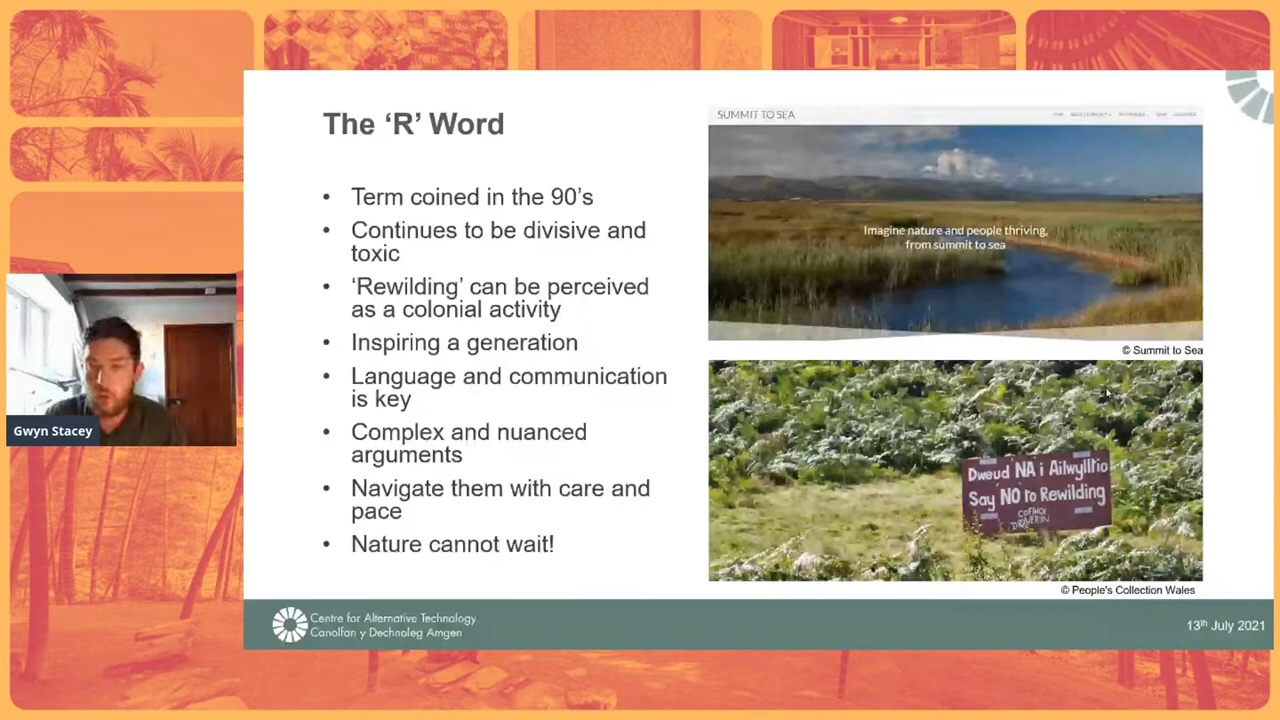 The ‘R’ Word
• Term coined in the 90’s
• Continues to be divisive and
toxic
• ‘Rewilding’ can be perceived
as a colonial activity
• Inspiring a generation
• Language and communication
is key
• Complex and nuanced
arguments
• Navigate them with care and
pace
• Nature cannot wait!
SUMMIT TO SEA
Imagine nature and people thriving,
from summit to sea
© Summit to Sea
Dweud NA i Ailwylltio
Say NO to Rewilding
COFIWCH
© People's Collection Wales
Gwyn Stacey
Centre for Alternative Technology
Canolfan y Dechnoleg Amgen
13th July 2021